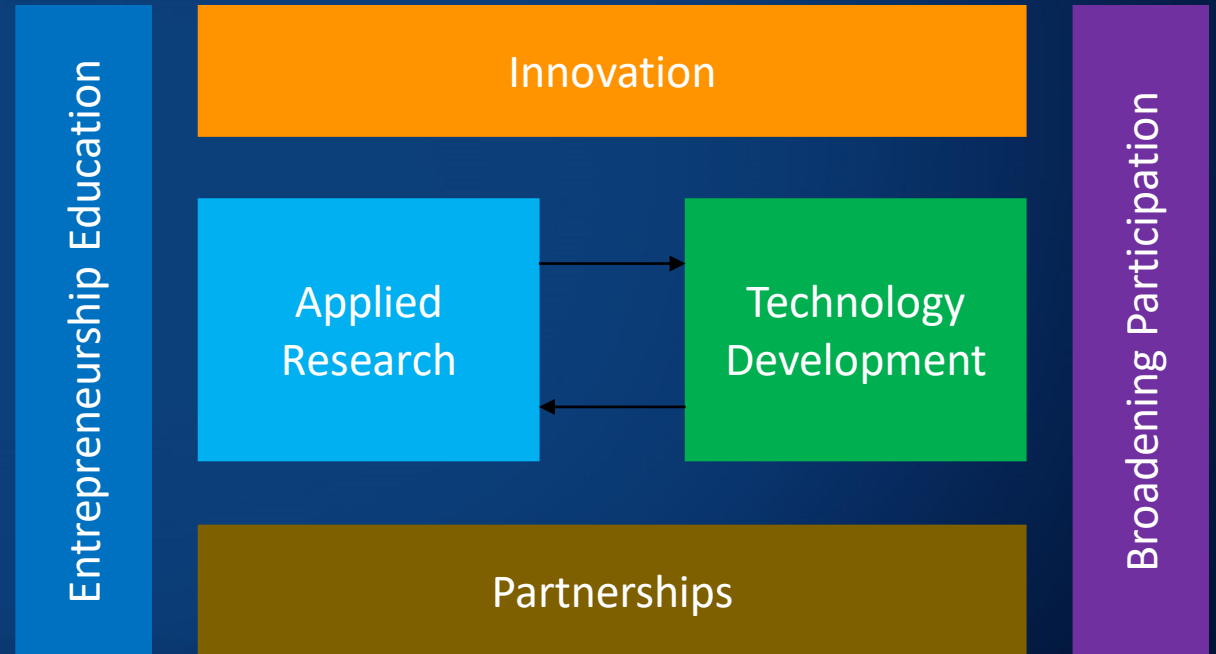 Entrepreneurship Education
Innovation
Applied
Research
Technology
Development
Partnerships
Broadening Participation